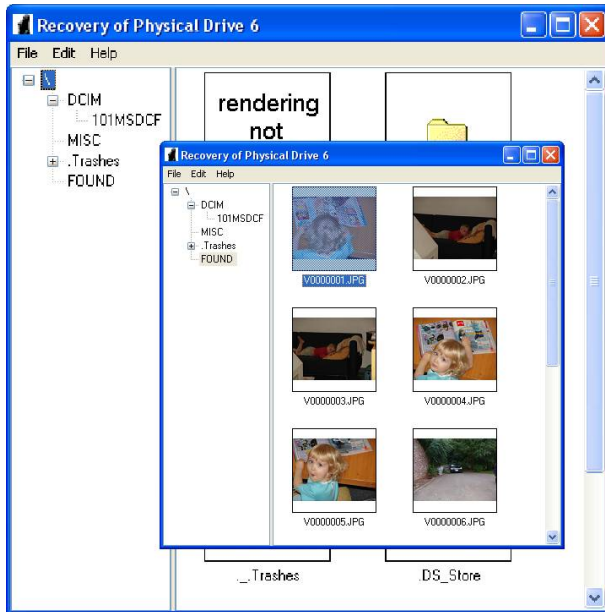 Recovery of Physical Drive 6
File Edit Help
\
DCIM
101MSDCF
MISC
.Trashes
FOUND
rendering
not
Recovery of Physical Drive 6
File Edit Help
\
DCIM
101MSDCF
MISC
.Trashes
FOUND
V0000001.JPG
V0000002.JPG
V0000003.JPG
V0000004.JPG
V0000005.JPG
V0000006.JPG
._.Trashes
.DS_Store